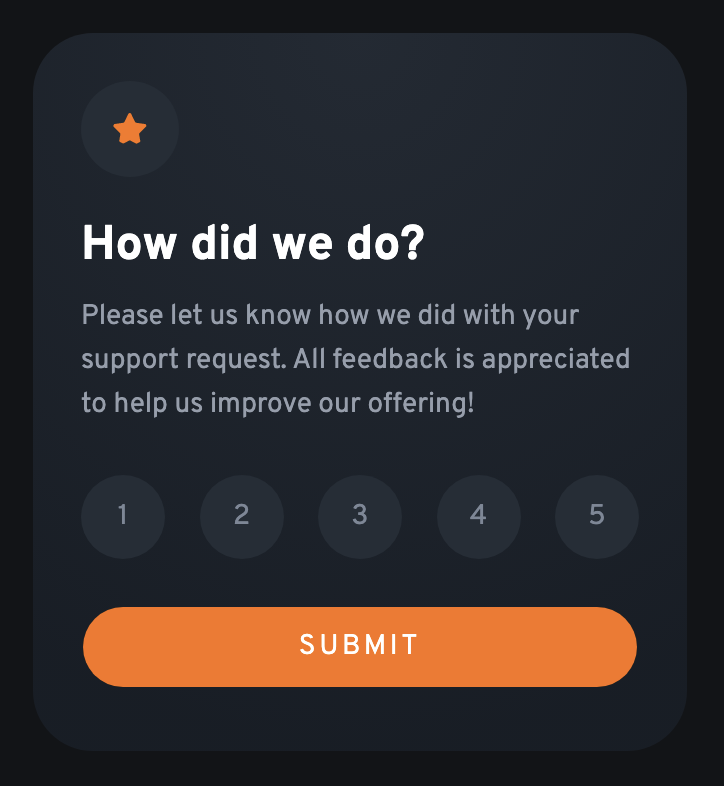 How did we do?
Please let us know how we did with your
support request. All feedback is appreciated
to help us improve our offering!
1 2 3 4 5
SUBMIT